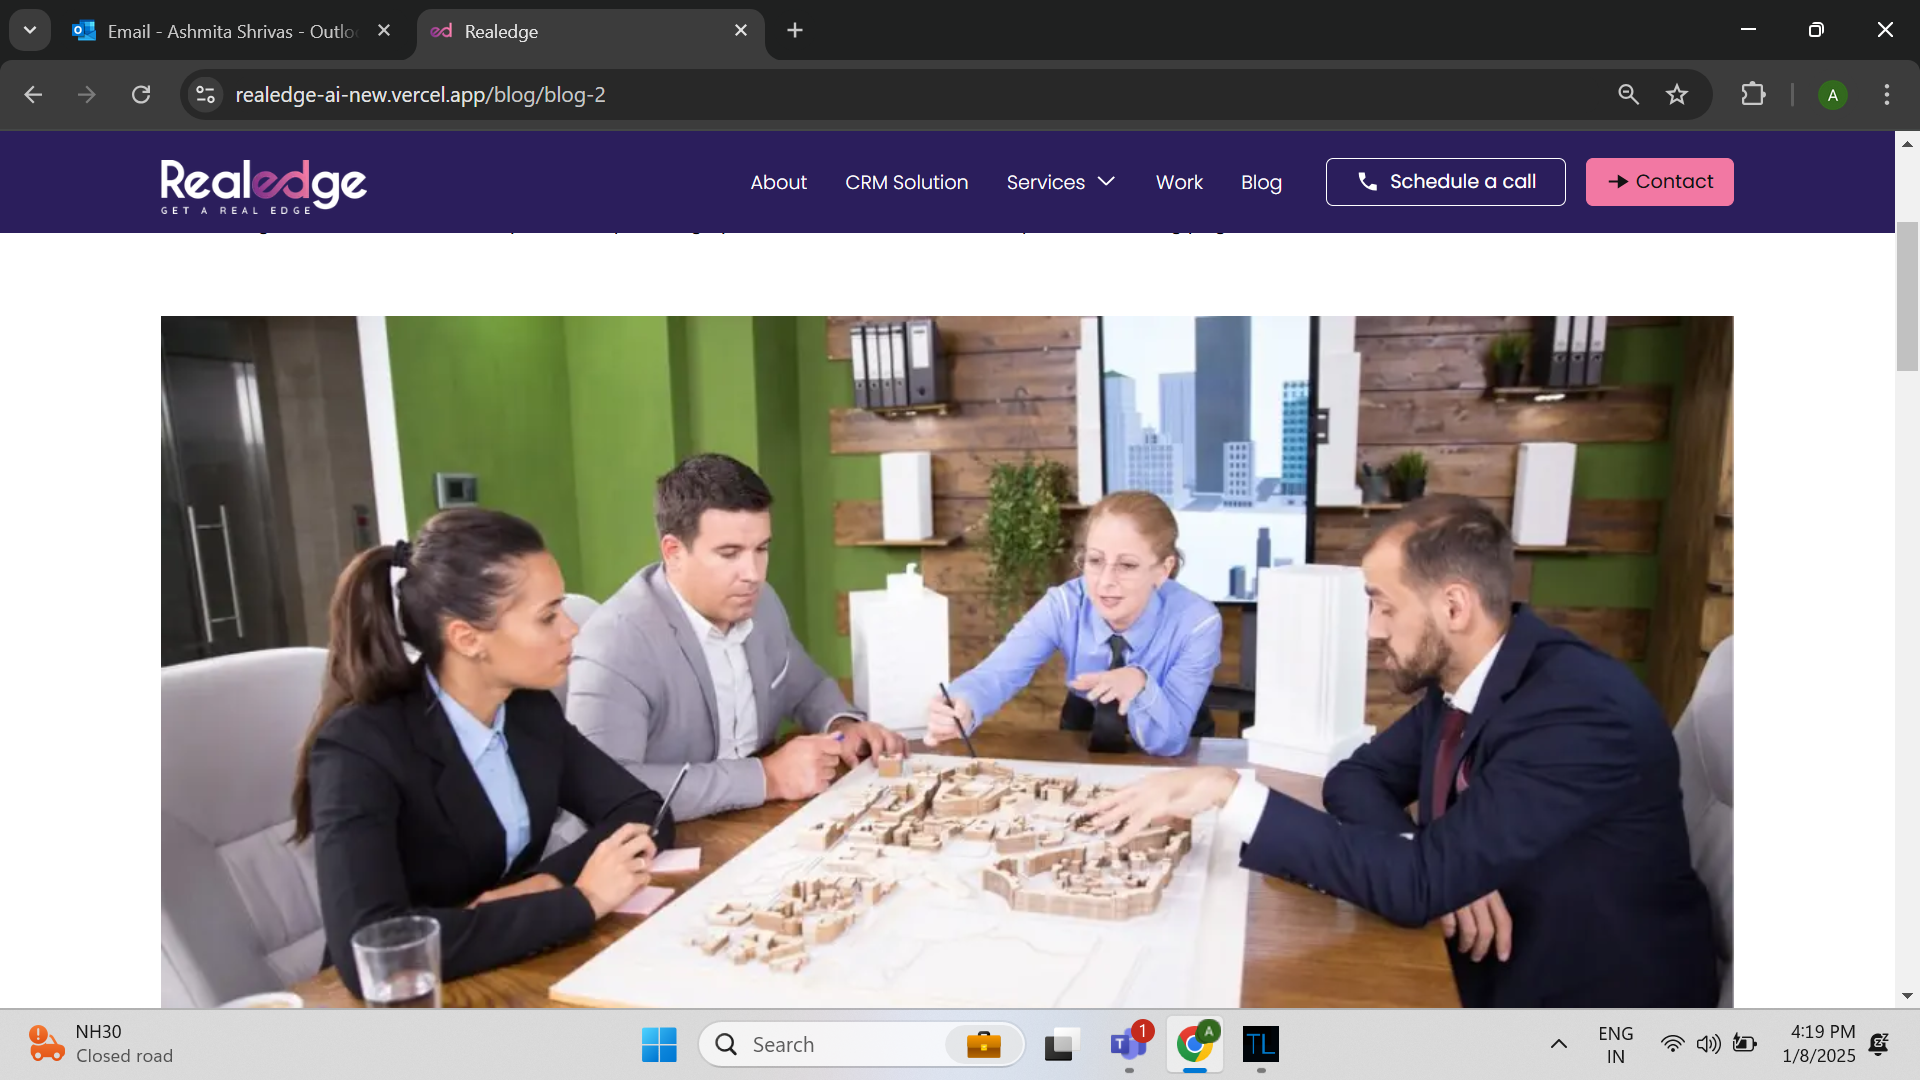 Email - Ashmita Shrivas - Outlo
Realedge
realedge-ai-new.vercel.app/blog/blog-2
A
Realedge
GET A REAL EDGE
About
CRM Solution
Services
Work
Blog
Schedule a call
Contact
NH30
Closed road
Search
1
A
TL
ENG
IN
4:19 PM
1/8/2025